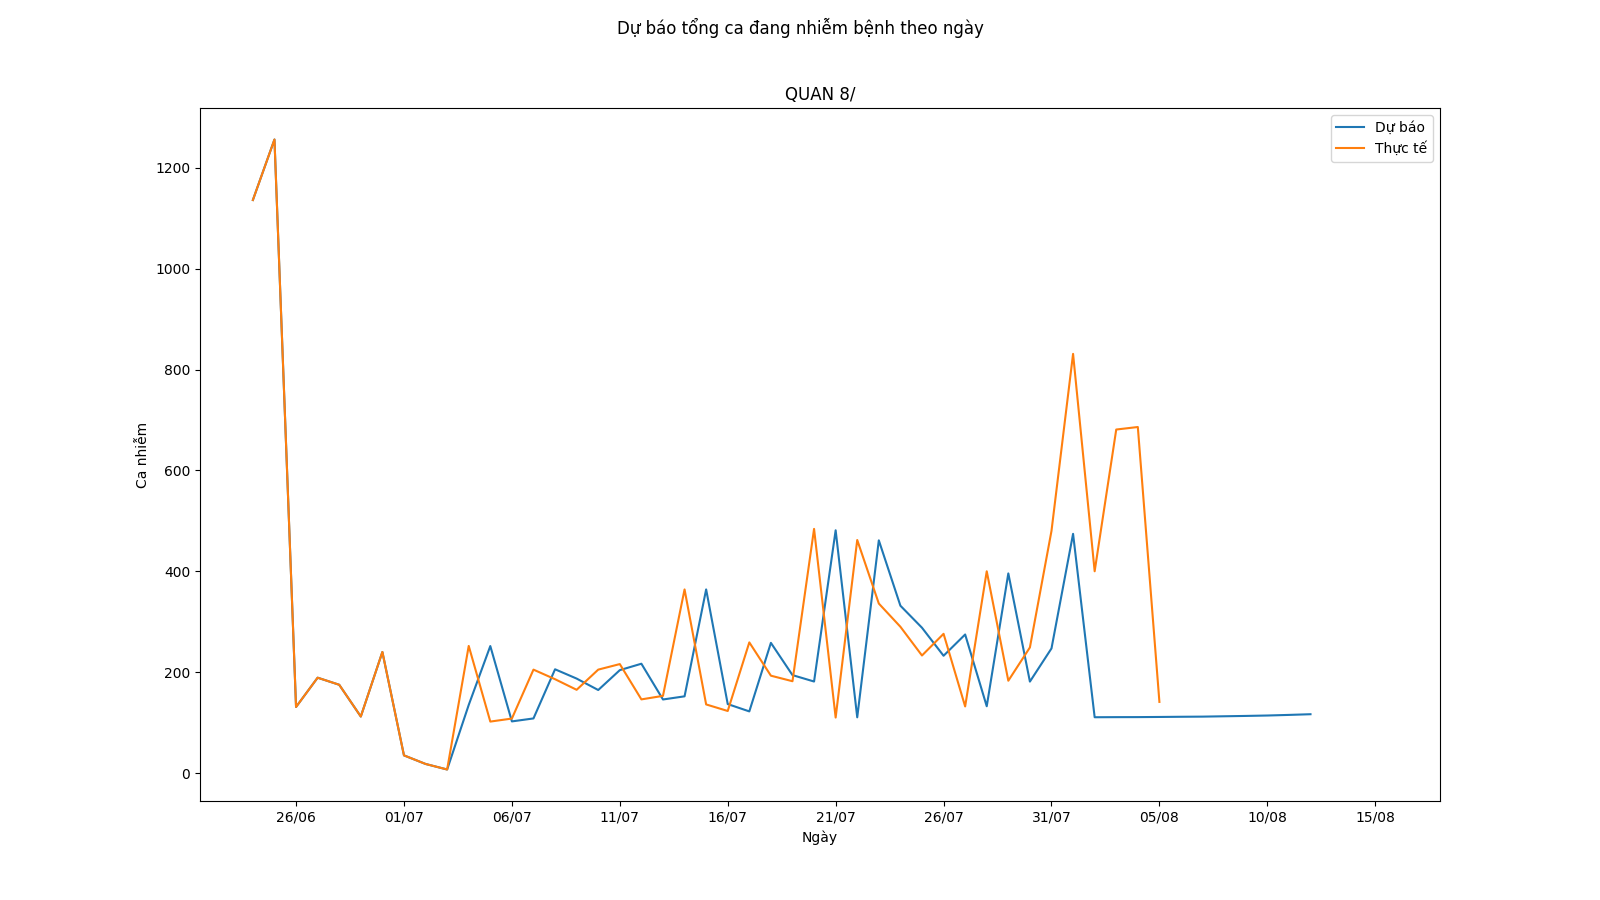 Dự báo tổng ca đang nhiễm bệnh theo ngày
QUAN 8/
Dự báo
Thực tế
1200
1000
800
600
400
200
0
Ca nhiễm
26/06 01/07 06/07 11/07 16/07 21/07 26/07 31/07 05/08 10/08 15/08
Ngày